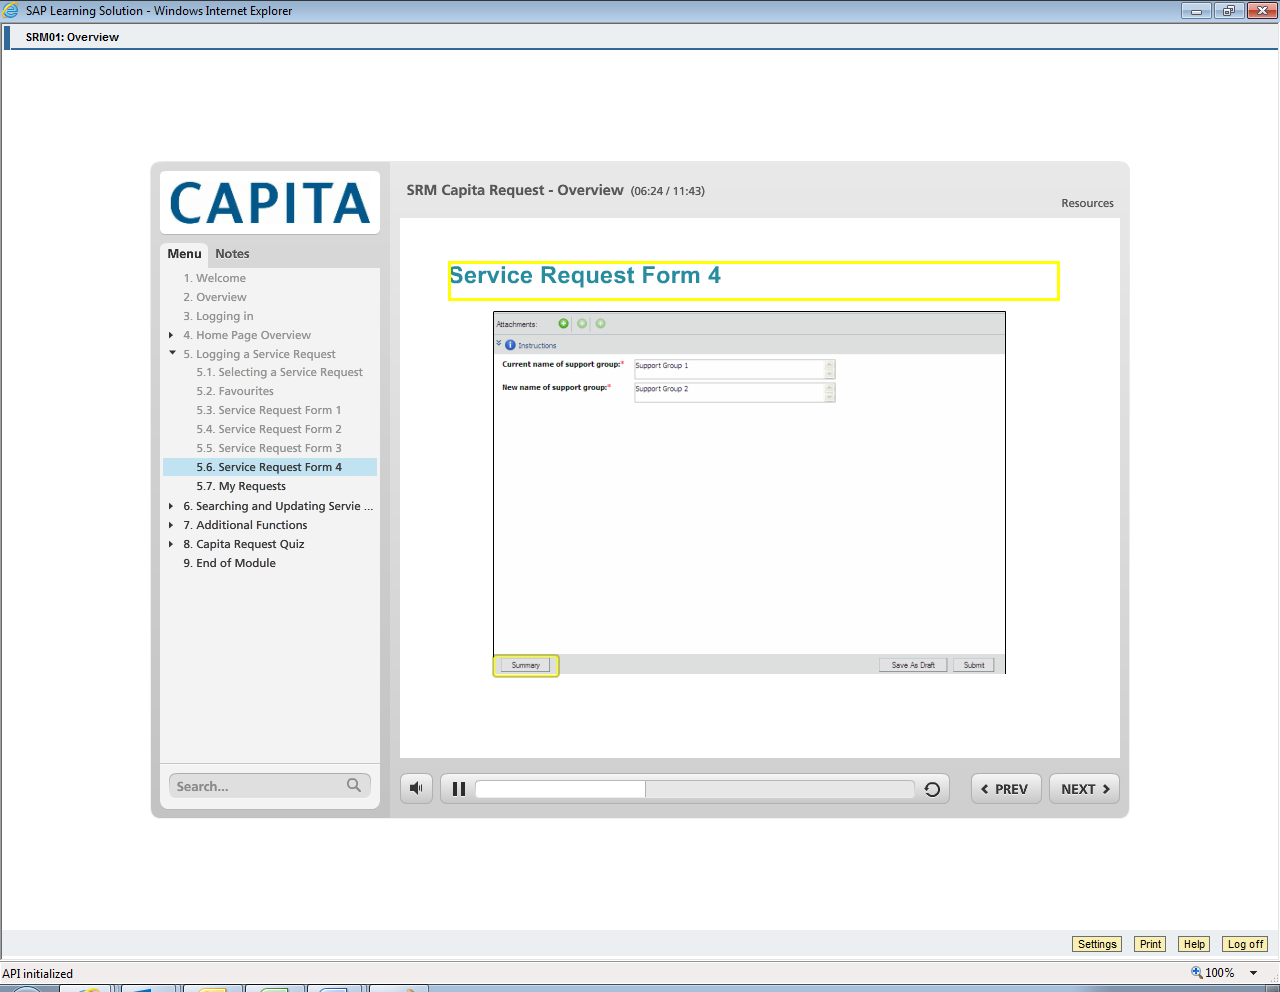 SAP Learning Solution - Windows Internet Explorer
SRM01: Overview
CAPITA
SRM Capita Request - Overview (06:24 / 11:43)
Resources
Menu Notes
1. Welcome
2. Overview
3. Logging in
4. Home Page Overview
5. Logging a Service Request
5.1. Selecting a Service Request
5.2. Favourites
5.3. Service Request Form 1
5.4. Service Request Form 2
5.5. Service Request Form 3
5.6. Service Request Form 4
5.7. My Requests
6. Searching and Updating Servie ...
7. Additional Functions
8. Capita Request Quiz
9. End of Module
Search...
Service Request Form 4
Attachments:
Instructions
Current name of support group:* Support Group 1
New name of support group:* Support Group 2
Summary Save As Draft Submit
PREV NEXT
Settings Print Help Log off
API initialized 100%